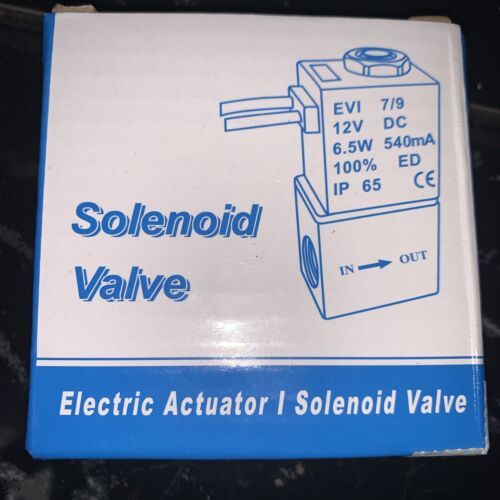 EVI 7/9
12V DC
6.5W 540mA
100% ED
IP 65 CE
Solenoid
Valve
IN → OUT
Electric Actuator I Solenoid Valve